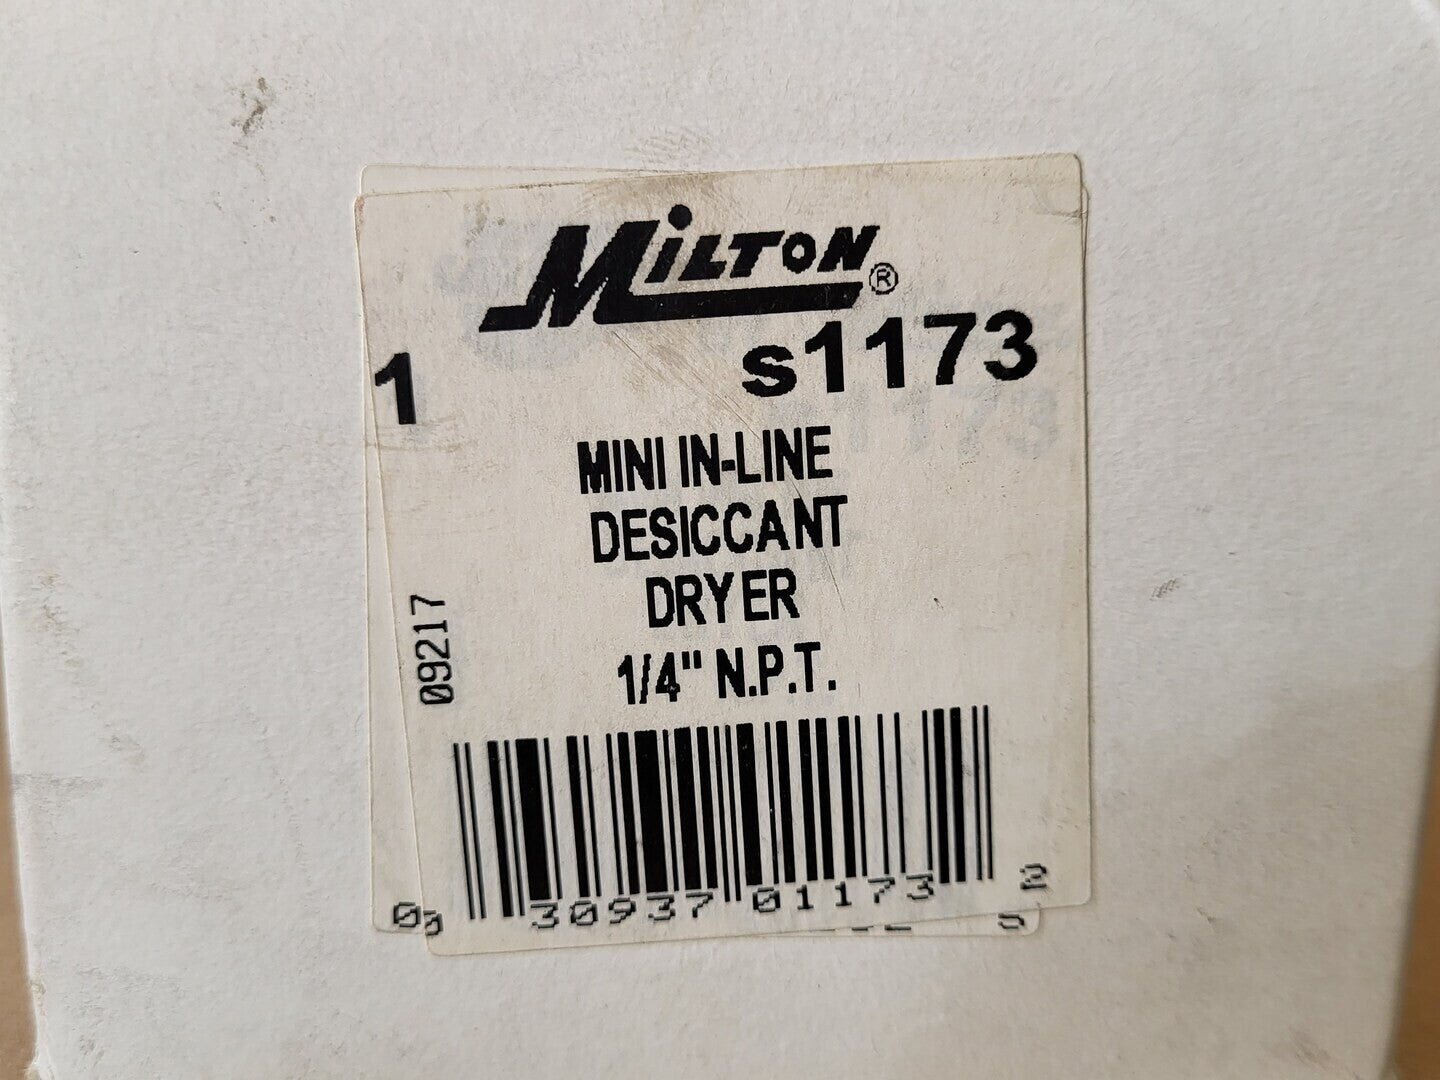 MiLTON®
1 s1173
MINI IN-LINE
DESICCANT
DRYER
1/4" N.P.T.
09217
0 30937 01173 2